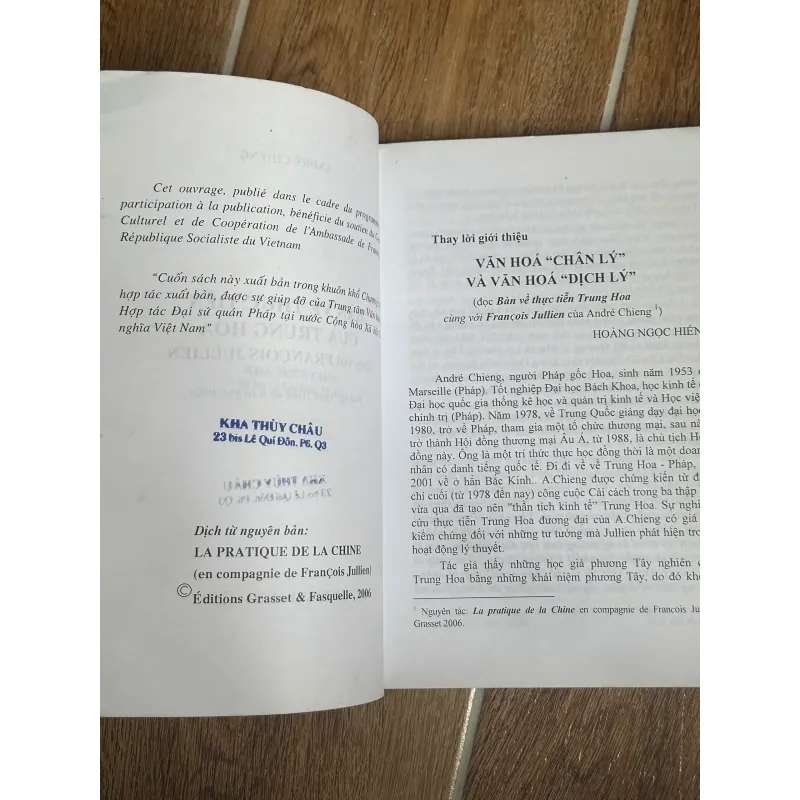 Cet ouvrage, publié dans le cadre du programme
participation à la publication, bénéficie du soutien du
Culturel et de Coopération de l'Ambassade de
République Socialiste du Vietnam
"Cuốn sách này xuất bản trong khuôn khổ
hợp tác xuất bản, được sự giúp đỡ của Trung tâm
Hợp tác Đại sứ quán Pháp tại nước Cộng hòa Xã
nghĩa Việt Nam"
KHA THÙY CHÂU
23 bis Lê Quí Đôn. P6, Q3
Dịch từ nguyên bản:
LA PRATIQUE DE LA CHINE
(en compagnie de FranÇois Jullien)
© Éditions Grasset & Fasquelle, 2006
Thay lời giới thiệu
VĂN HOÁ "CHÂN LÝ"
VÀ VĂN HOÁ "DỊCH LÝ"
(đọc Bàn về thực tiễn Trung Hoa
cùng với François Jullien của André Chieng 1)
HOÀNG NGỌC HIẾN
André Chieng, người Pháp gốc Hoa, sinh năm 1953
Marseille (Pháp). Tốt nghiệp Đại học Bách Khoa, học kinh tế
Đại học quốc gia thống kê học và quản trị kinh tế và Học
chính trị (Pháp). Năm 1978, về Trung Quốc giảng dạy đại học
1980, trở về Pháp, tham gia một tổ chức thương mại, sau
trở thành Hội đồng thương mại Âu Á, từ 1988, là chủ tịch
đồng này. Ông là một trí thức thực học đồng thời là một
nhân có danh tiếng quốc tế. Đi đi về về Trung Hoa - Pháp,
2001 về ở hẳn Bắc Kinh.. A.Chieng được chứng kiến từ
chí cuối (từ 1978 đến nay) công cuộc Cải cách trong ba thập
vừa qua đã tạo nên "thần tích kinh tế" Trung Hoa. Sự
cứu thực tiễn Trung Hoa đương đại của A.Chieng có giá
kiểm chứng đối với những tư tưởng mà Jullien phát hiện
hoạt động lý thuyết.
Tác giả thấy những học giả phương Tây nghiên
Trung Hoa bằng những khái niệm phương Tây, do đó
1 Nguyên tác: La pratique de la Chine en compagnie de Francois
Grasset 2006.